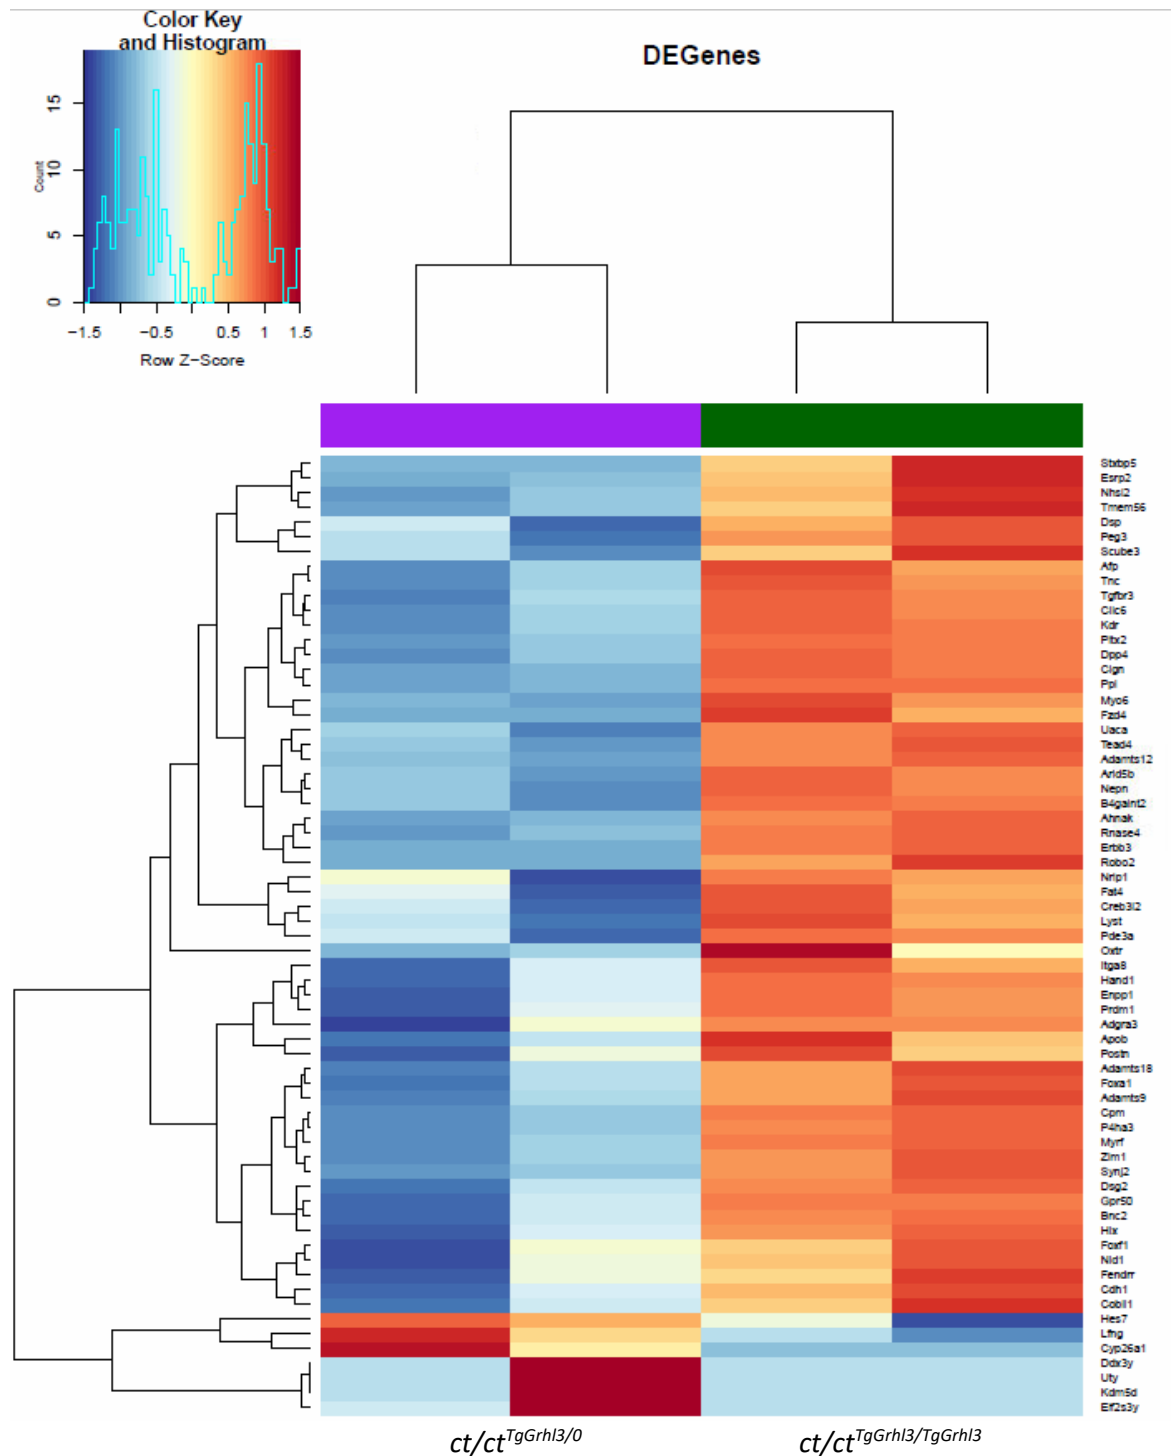 Color Key
and Histogram
DEGenes
Count
0
5
10
15
−1.5
−0.5
0.5
1
1.5
Row Z−Score
Stxbp5
Esrp2
Nhsl2
Tmem56
Dsp
Peg3
Scube3
Afp
Tnc
Tgfbr3
Clic6
Kdr
Pitx2
Dpp4
Clgn
Ppl
Myo6
Fzd4
Uaca
Tead4
Adamts12
Arid5b
Nepn
B4galnt2
Ahnak
Rnase4
Erbb3
Robo2
Nrip1
Fat4
Creb3l2
Lyst
Pde3a
Oxtr
Itga8
Hand1
Enpp1
Prdm1
Adgra3
Apob
Postn
Adamts18
Foxa1
Adamts9
Cpm
P4ha3
Myrf
Zim1
Synj2
Dsg2
Gpr50
Bnc2
Hlx
Foxf1
Nid1
Fendrr
Cdh1
Cobll1
Hes7
Lfng
Cyp26a1
Ddx3y
Uty
Kdm5d
Eif2s3y
ct/ct^TgGrhl3/0 ct/ct^TgGrhl3/TgGrhl3